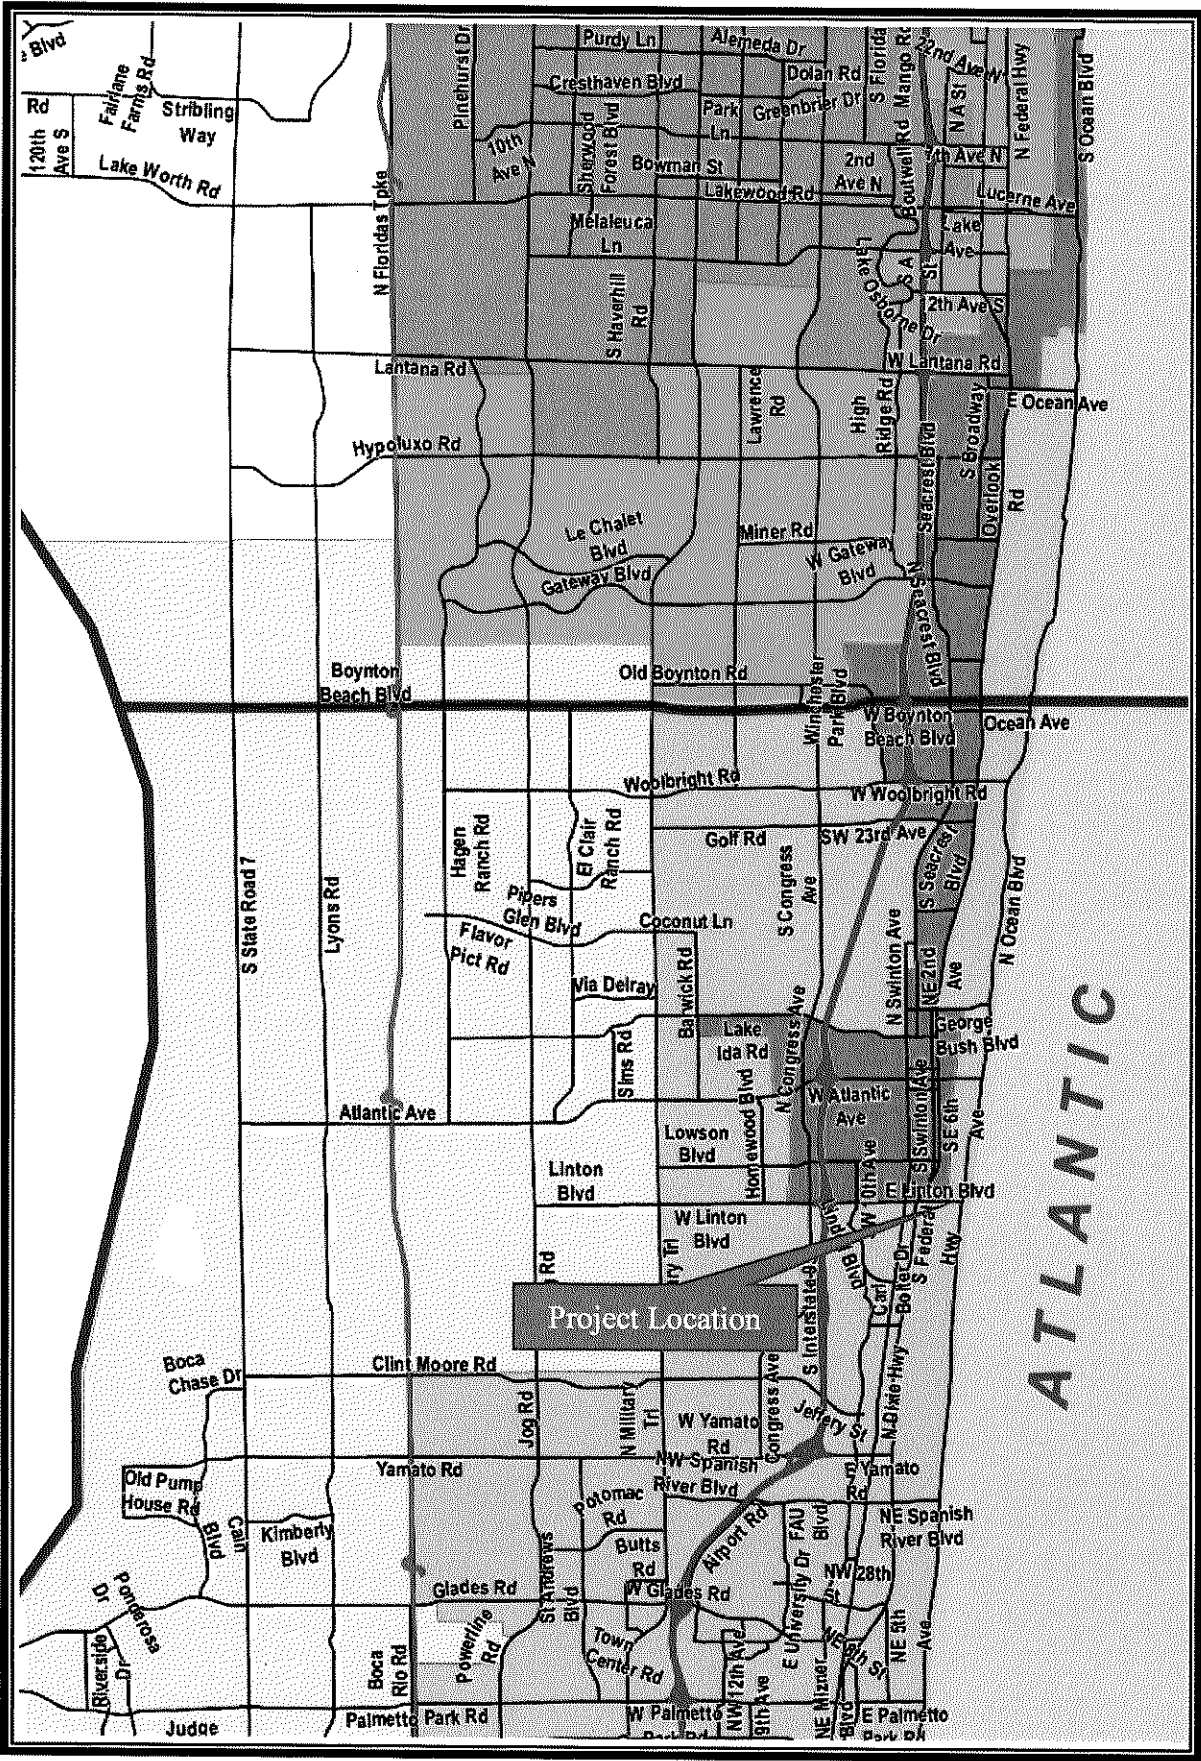 Blvd
Purdy Ln
Alemeda Dr
22nd Ave N
Fairlane
Farms Rd
Pinehurst Dr
Cresthaven Blvd
Dolan Rd
S Florida
Mango Rd
N A St
N Federal Hwy
S Ocean Blvd
Rd
120th
Ave S
Stribling
Way
Park
Ln
Greenbrier Dr
10th
Ave N
Sherwood
Forest Blvd
Bowman St
2nd
Ave N
Boutwell Rd
7th Ave N
Lake Worth Rd
Lakewood Rd
Lucerne Ave
N Floridas Tpke
Melaleuca
Ln
Lake
Ave
Lake Osborne Dr
S A
St
S Haverhill
Rd
12th Ave S
Lantana Rd
W Lantana Rd
Lawrence
Rd
High
Ridge Rd
E Ocean Ave
S Broadway
Hypoluxo Rd
Seacrest Blvd
Overlook
Rd
Le Chalet
Blvd
Miner Rd
W Gateway
Blvd
Gateway Blvd
N Seacrest Blvd
Boynton
Beach Blvd
Old Boynton Rd
Winchester
Park Blvd
W Boynton
Beach Blvd
Ocean Ave
Woolbright Rd
W Woolbright Rd
Hagen
Ranch Rd
El Clair
Ranch Rd
Golf Rd
SW 23rd Ave
S Seacrest
Blvd
S State Road 7
Lyons Rd
S Congress
Ave
N Ocean Blvd
Pipers
Glen Blvd
Coconut Ln
Flavor
Pict Rd
N Swinton Ave
NE 2nd
Ave
Via Delray
Barwick Rd
N Congress Ave
Lake
Ida Rd
George
Bush Blvd
Sims Rd
Atlantic Ave
Homewood Blvd
W Atlantic
Ave
S Swinton Ave
SE 6th
Ave
ATLANTIC
Lowson
Blvd
Linton
Blvd
W 10th Ave
E Linton Blvd
W Linton
Blvd
Lind
Blvd
S Federal
Hwy
Rd
ry Trl
Carl
Bolter Dr
Project Location
S Interstate-9
Boca
Chase Dr
Clint Moore Rd
Jog Rd
N Military
Trl
W Yamato
Rd
Congress Ave
Jeffery St
N Dixie Hwy
Yamato Rd
NW Spanish
River Blvd
E Yamato
Rd
Old Pump
House Rd
Cain
Blvd
Kimberly
Blvd
Potomac
Rd
Butts
Rd
Airport Rd
FAU
Blvd
NE Spanish
River Blvd
NW 28th
St
Ponderosa
Dr
Glades Rd
St Andrews
Blvd
W Glades Rd
E University Dr
Riverside
Dr
Boca
Rio Rd
Powerline
Rd
Town
Center Rd
NW 12th Ave
9th Ave
NE Mizner
Blvd
NE 5th
Ave
Judge
Palmetto Park Rd
W Palmetto
Park Rd
E Palmetto
Park Rd